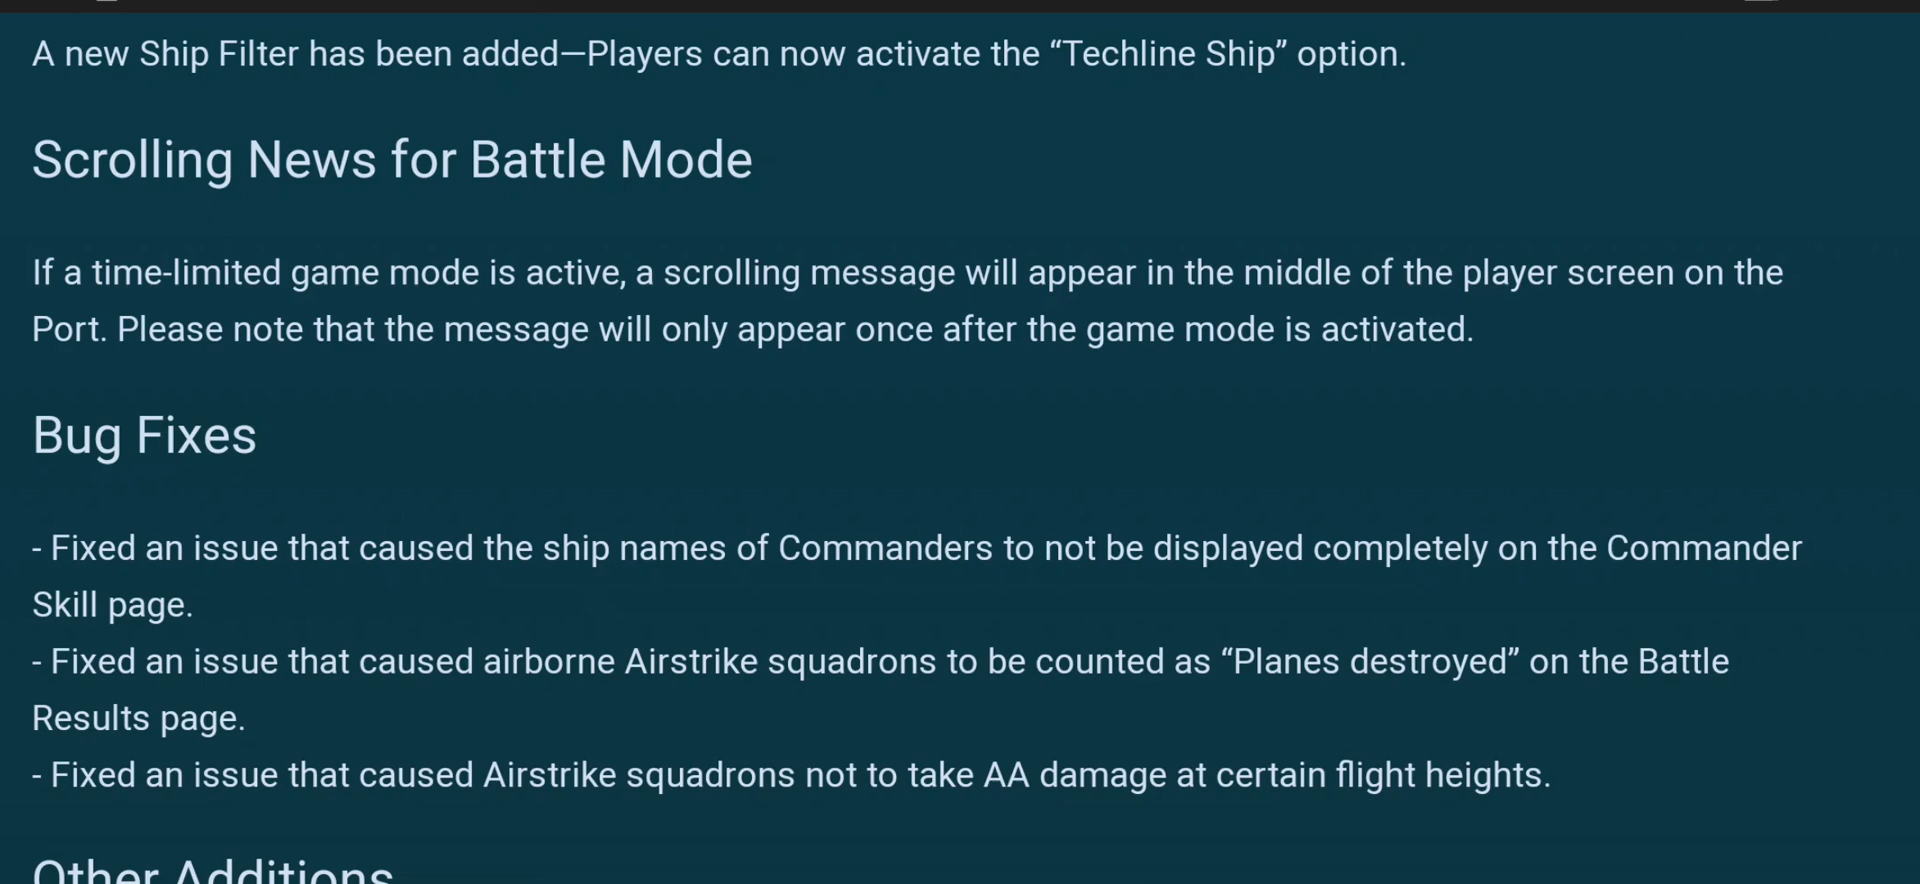 A new Ship Filter has been added—Players can now activate the “Techline Ship” option.
Scrolling News for Battle Mode
If a time-limited game mode is active, a scrolling message will appear in the middle of the player screen on the
Port. Please note that the message will only appear once after the game mode is activated.
Bug Fixes
- Fixed an issue that caused the ship names of Commanders to not be displayed completely on the Commander
Skill page.
- Fixed an issue that caused airborne Airstrike squadrons to be counted as “Planes destroyed” on the Battle
Results page.
- Fixed an issue that caused Airstrike squadrons not to take AA damage at certain flight heights.
Other Additions